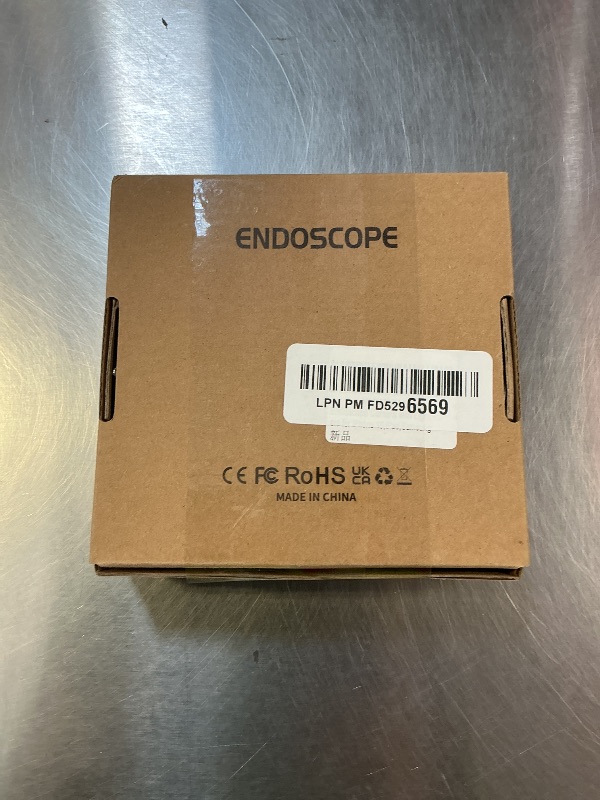 ENDOSCOPE
LPN PM FD5296569
新品
CE FC RoHS UK CA
MADE IN CHINA